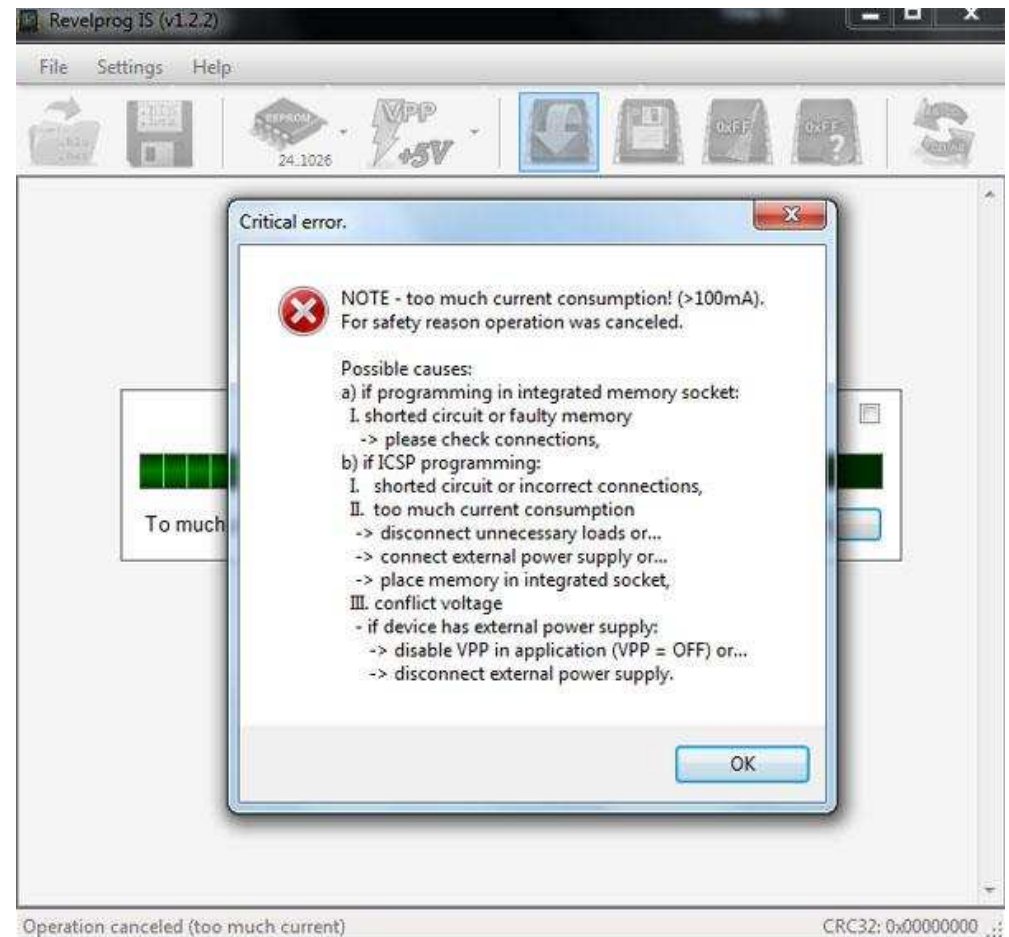 Revelprog IS (v1.2.2)
File Settings Help
24..1026
VPP
+5V
0xFF
0xFF
?
Critical error.
NOTE - too much current consumption! (>100mA).
For safety reason operation was canceled.
Possible causes:
a) if programming in integrated memory socket:
I. shorted circuit or faulty memory
-> please check connections,
b) if ICSP programming:
I. shorted circuit or incorrect connections,
II. too much current consumption
-> disconnect unnecessary loads or...
-> connect external power supply or...
-> place memory in integrated socket,
III. conflict voltage
- if device has external power supply:
-> disable VPP in application (VPP = OFF) or...
-> disconnect external power supply.
To much
OK
Operation canceled (too much current) CRC32: 0x00000000